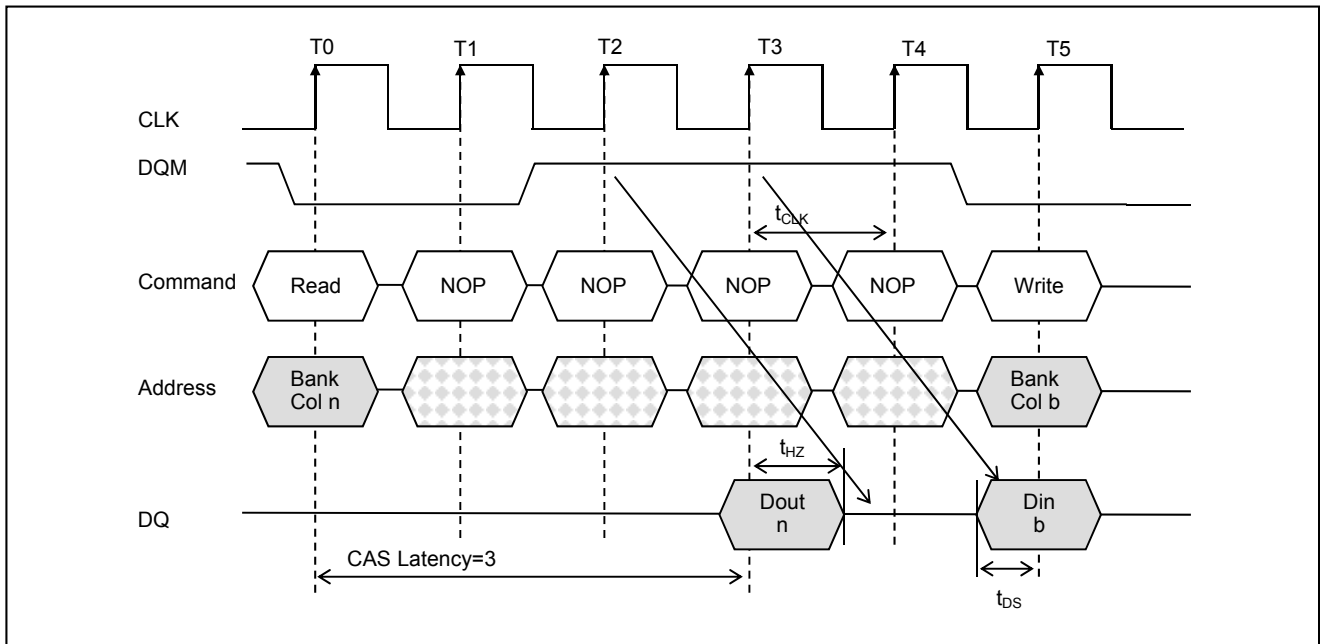 T0 T1 T2 T3 T4 T5
CLK
DQM
tCLK
Command Read NOP NOP NOP NOP Write
Address Bank Col n Bank Col b
tHZ
DQ Dout n Din b
CAS Latency=3
tDS